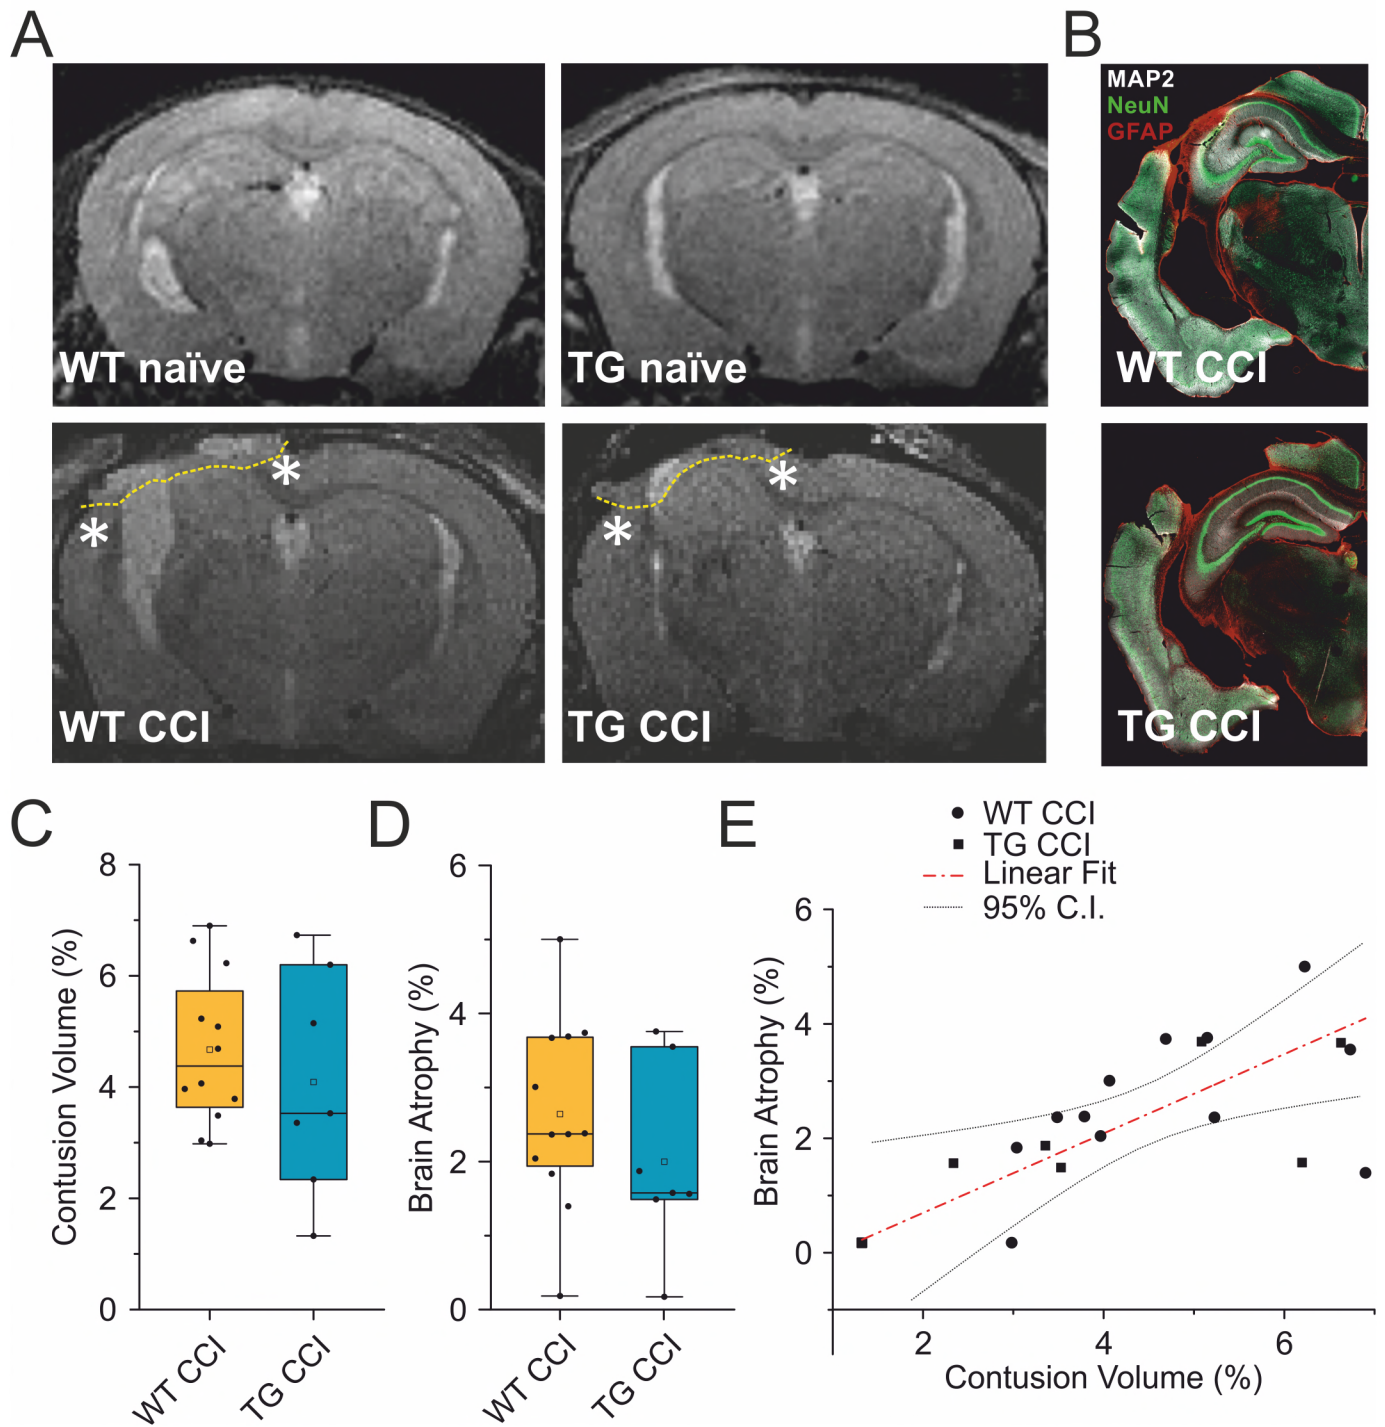 A
B
WT naïve
TG naïve
MAP2
NeuN
GFAP
WT CCI
WT CCI
*
*
TG CCI
*
*
TG CCI
C
Contusion Volume (%)
8
6
4
2
0
WT CCI
TG CCI
D
Brain Atrophy (%)
6
4
2
0
WT CCI
TG CCI
E
WT CCI
TG CCI
Linear Fit
95% C.I.
Brain Atrophy (%)
6
4
2
0
2
4
6
Contusion Volume (%)